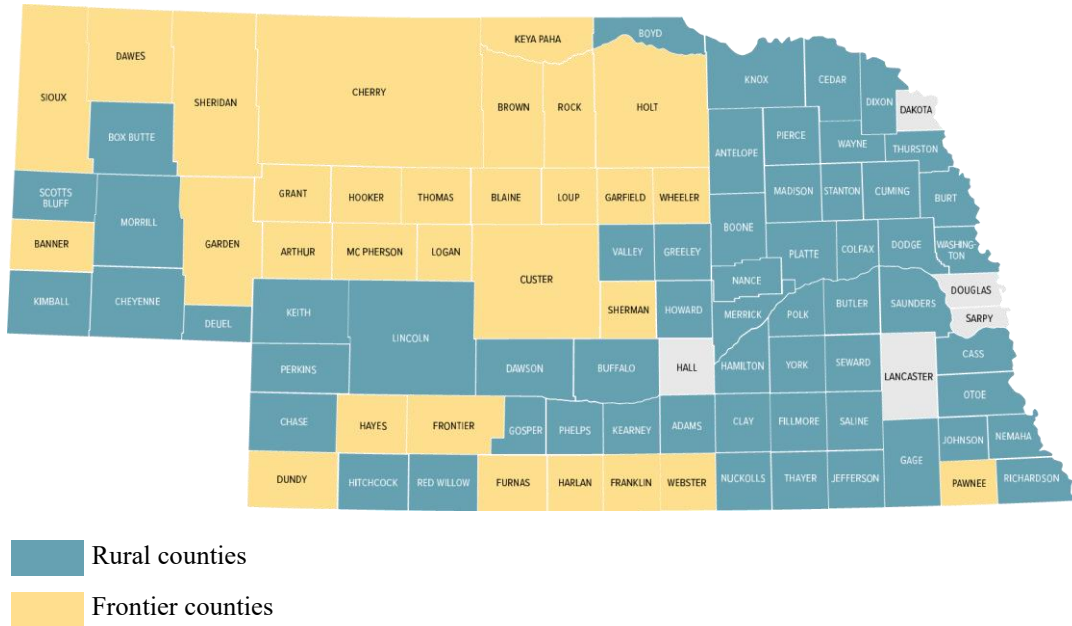 KEYA PAHA
BOYD
DAWES
SIOUX
SHERIDAN
CHERRY
BROWN
ROCK
HOLT
KNOX
CEDAR
DIXON
DAKOTA
BOX BUTTE
PIERCE
WAYNE
THURSTON
ANTELOPE
SCOTTS
BLUFF
GRANT
HOOKER
THOMAS
BLAINE
LOUP
GARFIELD
WHEELER
MADISON
STANTON
CUMING
BURT
MORRILL
BANNER
GARDEN
ARTHUR
MC PHERSON
LOGAN
CUSTER
VALLEY
GREELEY
BOONE
PLATTE
COLFAX
DODGE
WASHING-
TON
NANCE
DOUGLAS
KIMBALL
CHEYENNE
DEUEL
KEITH
LINCOLN
SHERMAN
HOWARD
MERRICK
POLK
BUTLER
SAUNDERS
SARPY
PERKINS
DAWSON
BUFFALO
HALL
HAMILTON
YORK
SEWARD
LANCASTER
CASS
OTOE
CHASE
HAYES
FRONTIER
GOSPER
PHELPS
KEARNEY
ADAMS
CLAY
FILLMORE
SALINE
GAGE
JOHNSON
NEMAHA
DUNDY
HITCHCOCK
RED WILLOW
FURNAS
HARLAN
FRANKLIN
WEBSTER
NUCKOLLS
THAYER
JEFFERSON
PAWNEE
RICHARDSON
Rural counties
Frontier counties